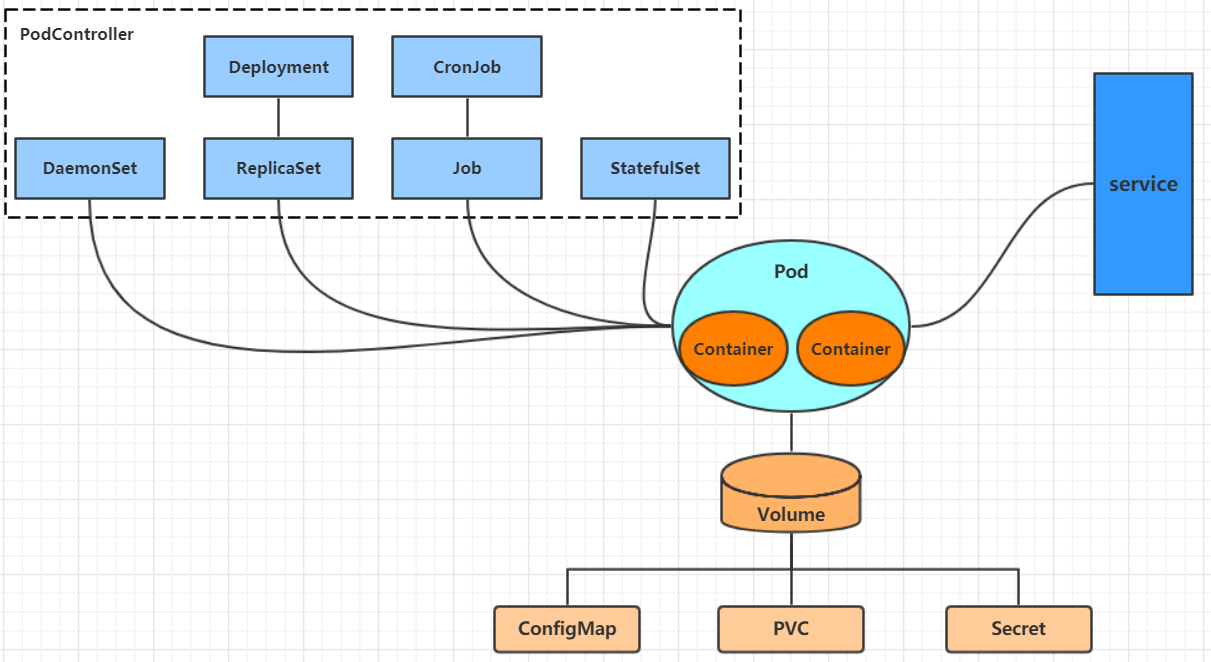 PodController
Deployment
CronJob
DaemonSet
ReplicaSet
Job
StatefulSet
service
Pod
Container
Container
Volume
ConfigMap
PVC
Secret